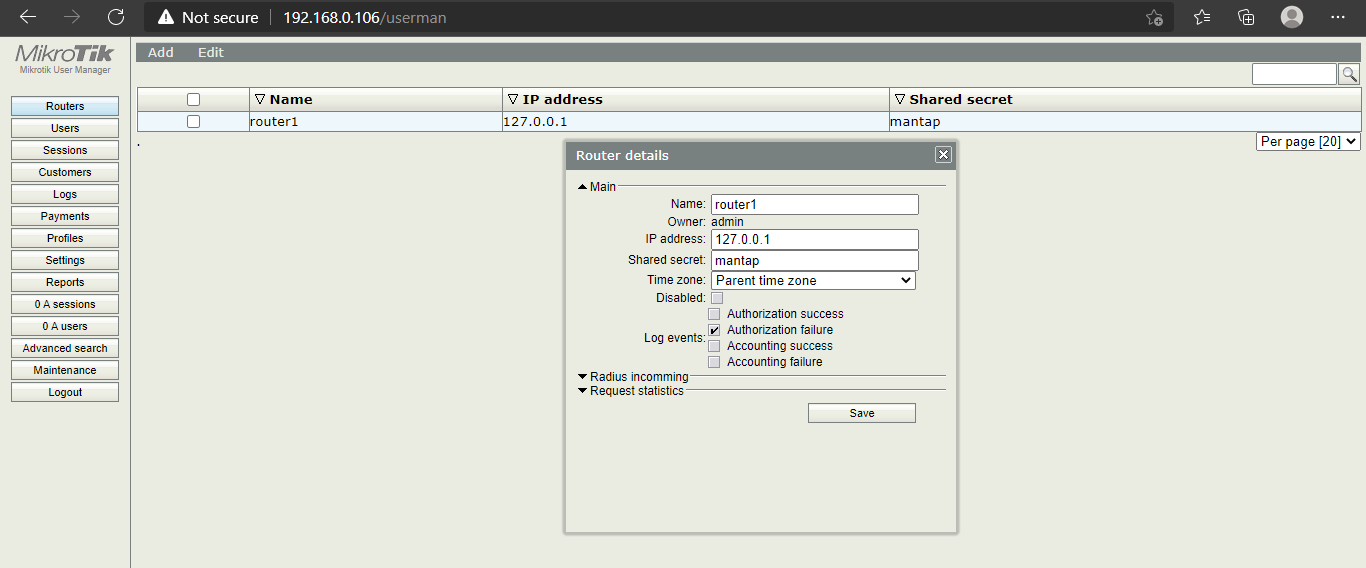 Not secure 192.168.0.106/userman
MikroTik
Mikrotik User Manager
Add Edit
Routers
Users
Sessions
Customers
Logs
Payments
Profiles
Settings
Reports
0 A sessions
0 A users
Advanced search
Maintenance
Logout
Name IP address Shared secret
router1 127.0.0.1 mantap
Per page [20]
Router details
Main
Name: router1
Owner: admin
IP address: 127.0.0.1
Shared secret: mantap
Time zone: Parent time zone
Disabled:
Log events:
Authorization success
Authorization failure
Accounting success
Accounting failure
Radius incomming
Request statistics
Save